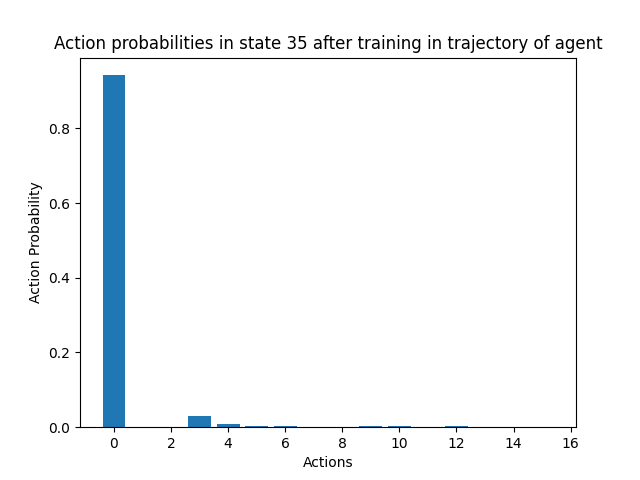 Action probabilities in state 35 after training in trajectory of agent
Action Probability
0.8
0.6
0.4
0.2
0.0
0 2 4 6 8 10 12 14 16
Actions